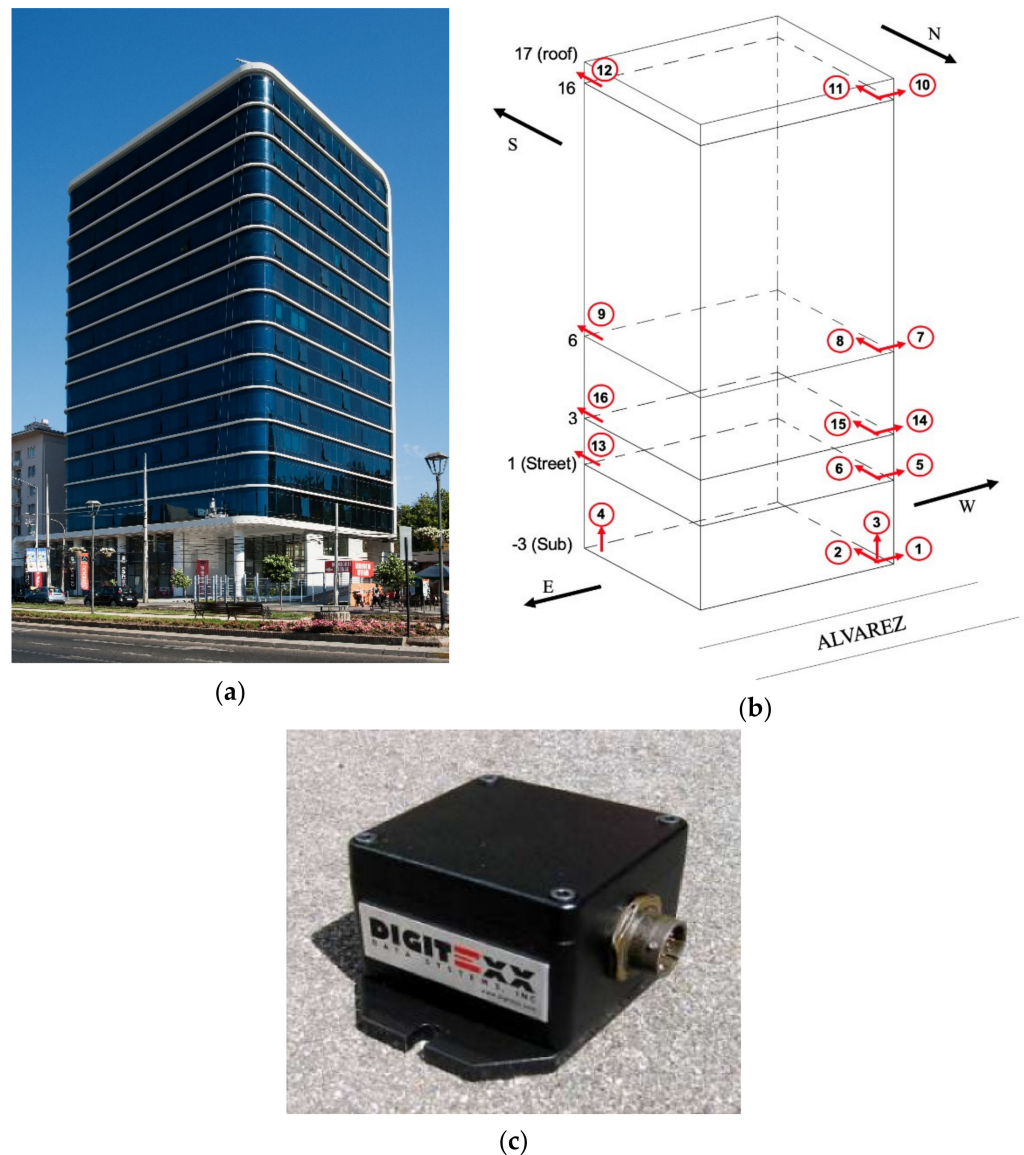 17 (roof)
12
N
16
11
10
S
9
6
8
7
16
3
15
14
13
1 (Street)
6
5
4
W
-3 (Sub)
3
2
1
E
ALVAREZ
(a)
(b)
DIGITEXX
DATA SYSTEMS, INC
(c)